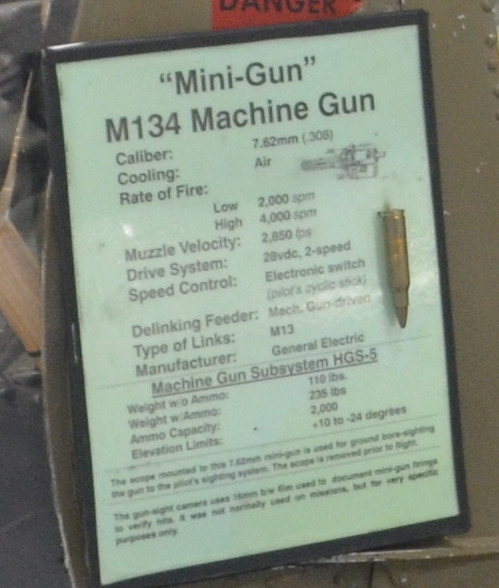 DANGER
"Mini-Gun"
M134 Machine Gun
Caliber: 7.62mm (.308)
Cooling: Air
Rate of Fire:
Low 2,000 spm
High 4,000 spm
Muzzle Velocity: 2,850 fps
Drive System: 28vdc, 2-speed
Speed Control: Electronic switch
(pilot's cyclic stick)
Delinking Feeder: Mech. Gun-driven
Type of Links: M13
Manufacturer: General Electric
Machine Gun Subsystem HGS-5
Weight w/o Ammo: 110 lbs.
Weight w/Ammo: 235 lbs
Ammo Capacity: 2,000
Elevation Limits: +10 to -24 degrees
The scope mounted to this 7.62mm mini-gun is used for ground bore-sighting
the gun to the pilot's sighting system. The scope is removed prior to flight.
The gun-sight camera uses 16mm b/w film used to document mini-gun firings
to verify hits. It was not normally used on missions, but for very specific
purposes only.